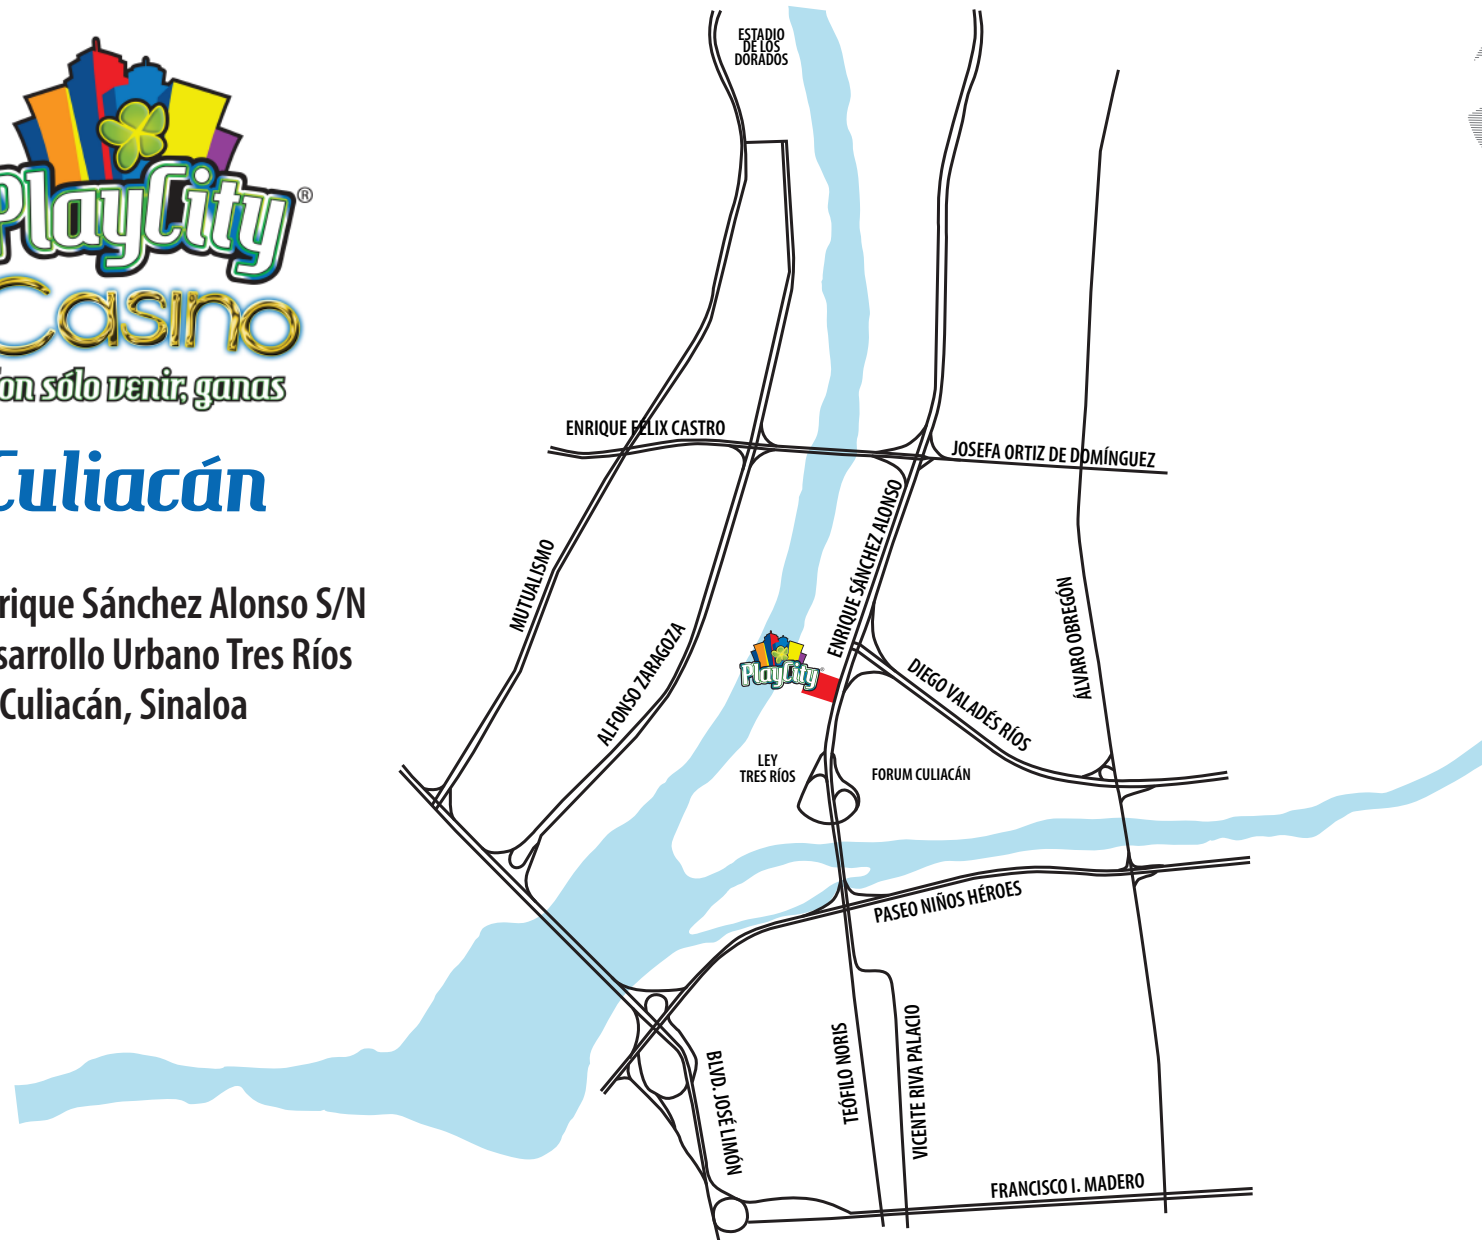 ESTADIO
DE LOS
DORADOS
PlayCity®
Casino
on sólo venir, ganas
Culiacán
rique Sánchez Alonso S/N
sarrollo Urbano Tres Ríos
Culiacán, Sinaloa
ENRIQUE FÉLIX CASTRO
JOSEFA ORTIZ DE DOMÍNGUEZ
MUTUALISMO
ALFONSO ZARAGOZA
ENRIQUE SÁNCHEZ ALONSO
ÁLVARO OBREGÓN
PlayCity
DIEGO VALADÉS RÍOS
LEY
TRES RÍOS
FORUM CULIACÁN
PASEO NIÑOS HÉROES
BLVD. JOSÉ LIMÓN
TEÓFILO NORIS
VICENTE RIVA PALACIO
FRANCISCO I. MADERO